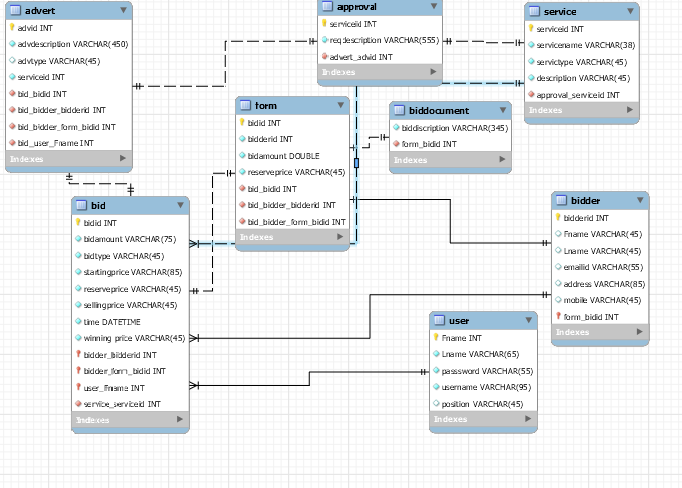 advert
advid INT
advdescription VARCHAR(450)
advtype VARCHAR(45)
serviceid INT
bid_bidid INT
bid_bidder_bidderid INT
bid_bidder_form_bidid INT
bid_user_Fname INT
Indexes
approval
serviceid INT
reqdescription VARCHAR(555)
advert_advid INT
Indexes
service
serviceid INT
servicename VARCHAR(38)
servictype VARCHAR(45)
description VARCHAR(45)
approval_serviceid INT
Indexes
form
bidid INT
bidderid INT
bidamount DOUBLE
reserveprice VARCHAR(45)
bid_bidid INT
bid_bidder_bidderid INT
bid_bidder_form_bidid INT
Indexes
biddocument
biddiscription VARCHAR(345)
form_bidid INT
Indexes
bid
bidid INT
bidamount VARCHAR(75)
bidtype VARCHAR(45)
startingprice VARCHAR(85)
reserveprice VARCHAR(45)
sellingprice VARCHAR(45)
time DATETIME
winning price VARCHAR(45)
bidder_bidderid INT
bidder_form_bidid INT
user_Fname INT
service_serviceid INT
Indexes
bidder
bidderid INT
Fname VARCHAR(45)
Lname VARCHAR(45)
emailid VARCHAR(55)
address VARCHAR(85)
mobile VARCHAR(45)
form_bidid INT
Indexes
user
Fname INT
Lname VARCHAR(65)
passsword VARCHAR(55)
username VARCHAR(95)
position VARCHAR(45)
Indexes